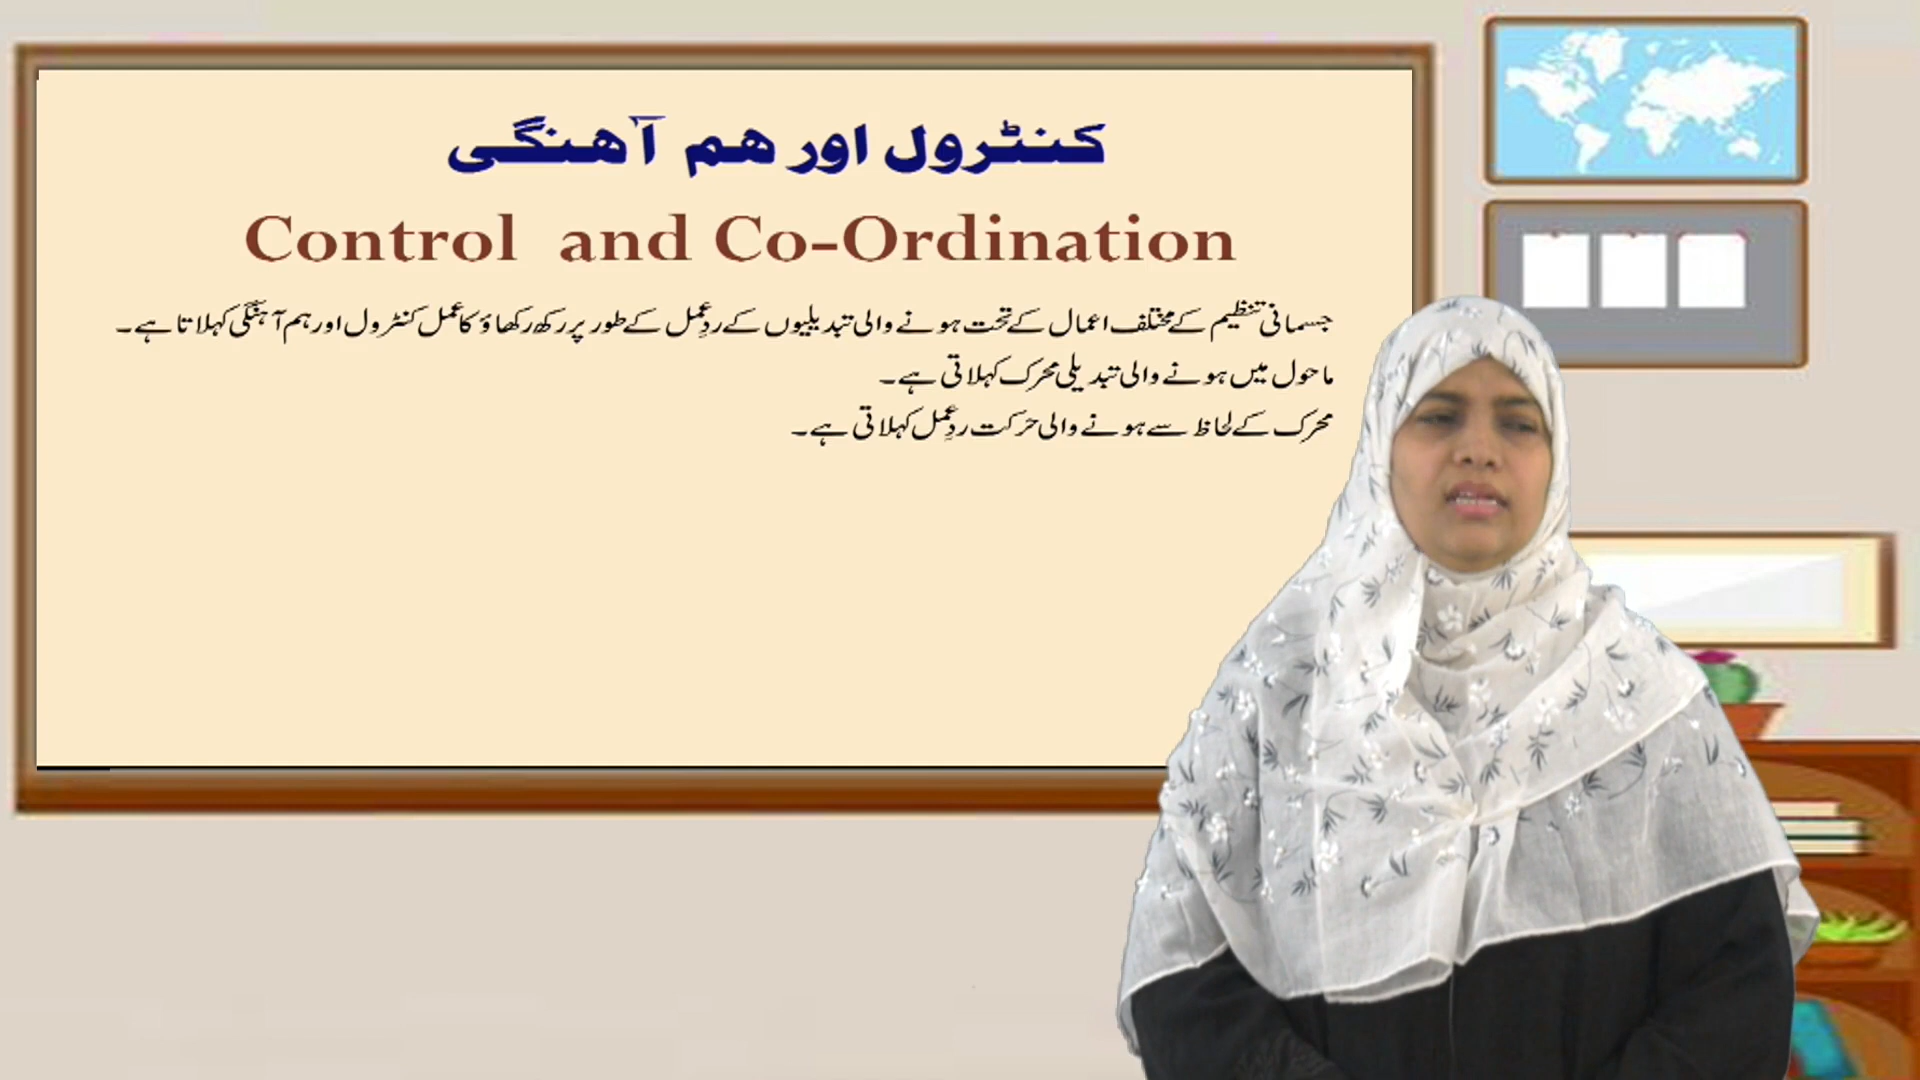 کنٹرول اور ھم آھنگی
Control and Co-Ordination
جسمانی تنظیم کے مختلف اعمال کے تحت ہونے والی تبدیلیوں کے ردِعمل کے طور پر رکھ رکھاؤ کا عمل کنٹرول اور ہم آہنگی کہلاتا ہے۔
ماحول میں ہونے والی تبدیلی محرک کہلاتی ہے۔
محرک کے لحاظ سے ہونے والی حرکت ردِعمل کہلاتی ہے۔